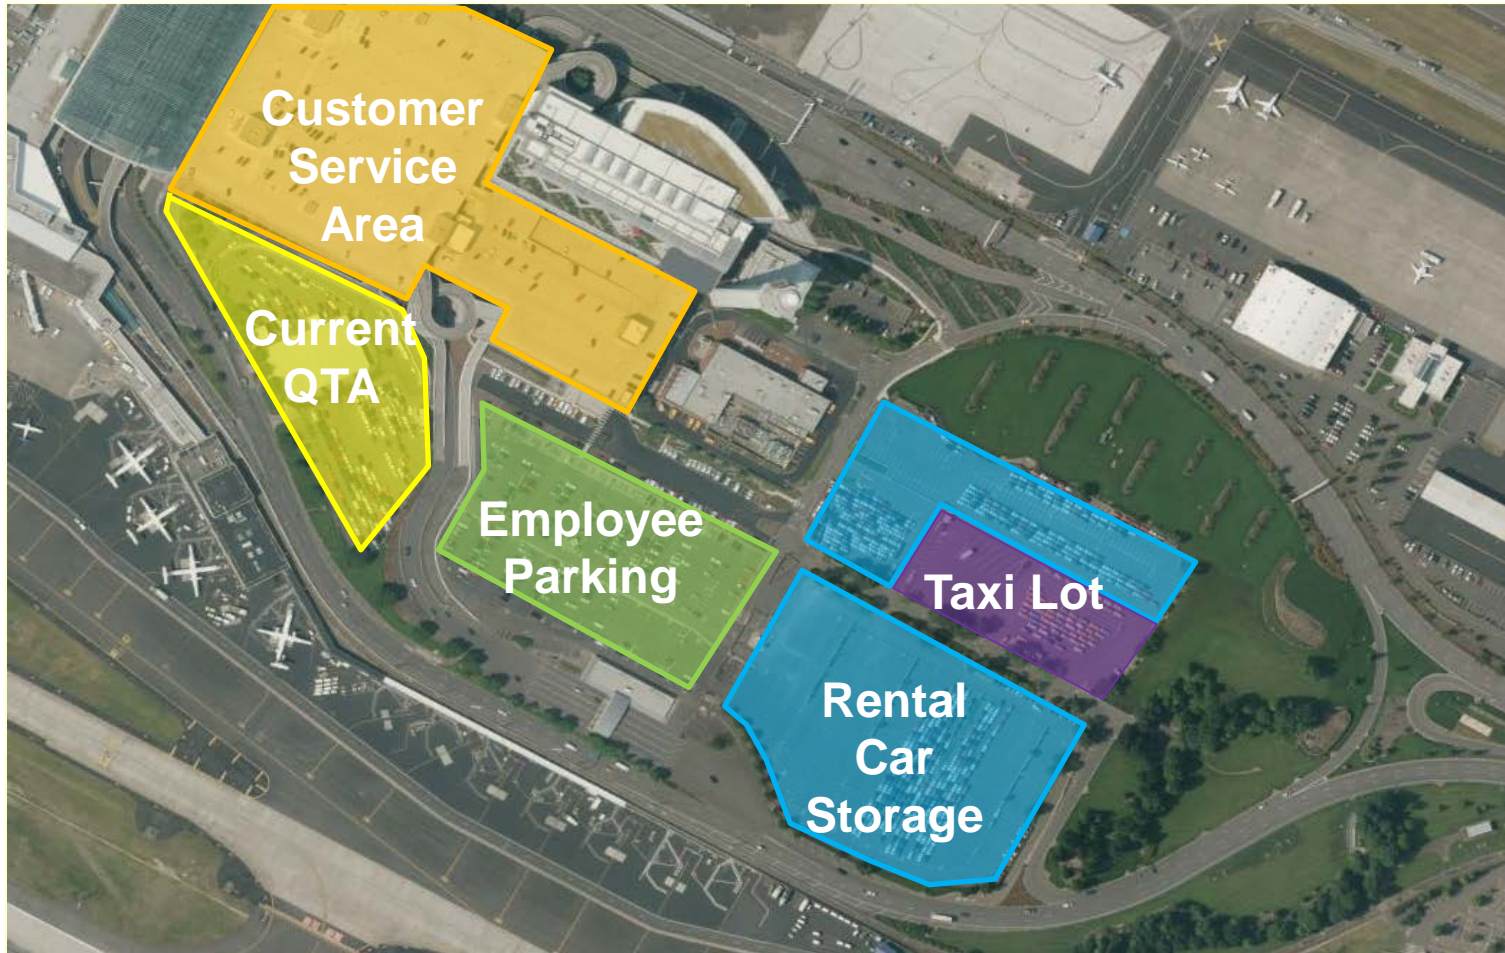 Customer
Service
Area
Current
QTA
Employee
Parking
Taxi Lot
Rental
Car
Storage